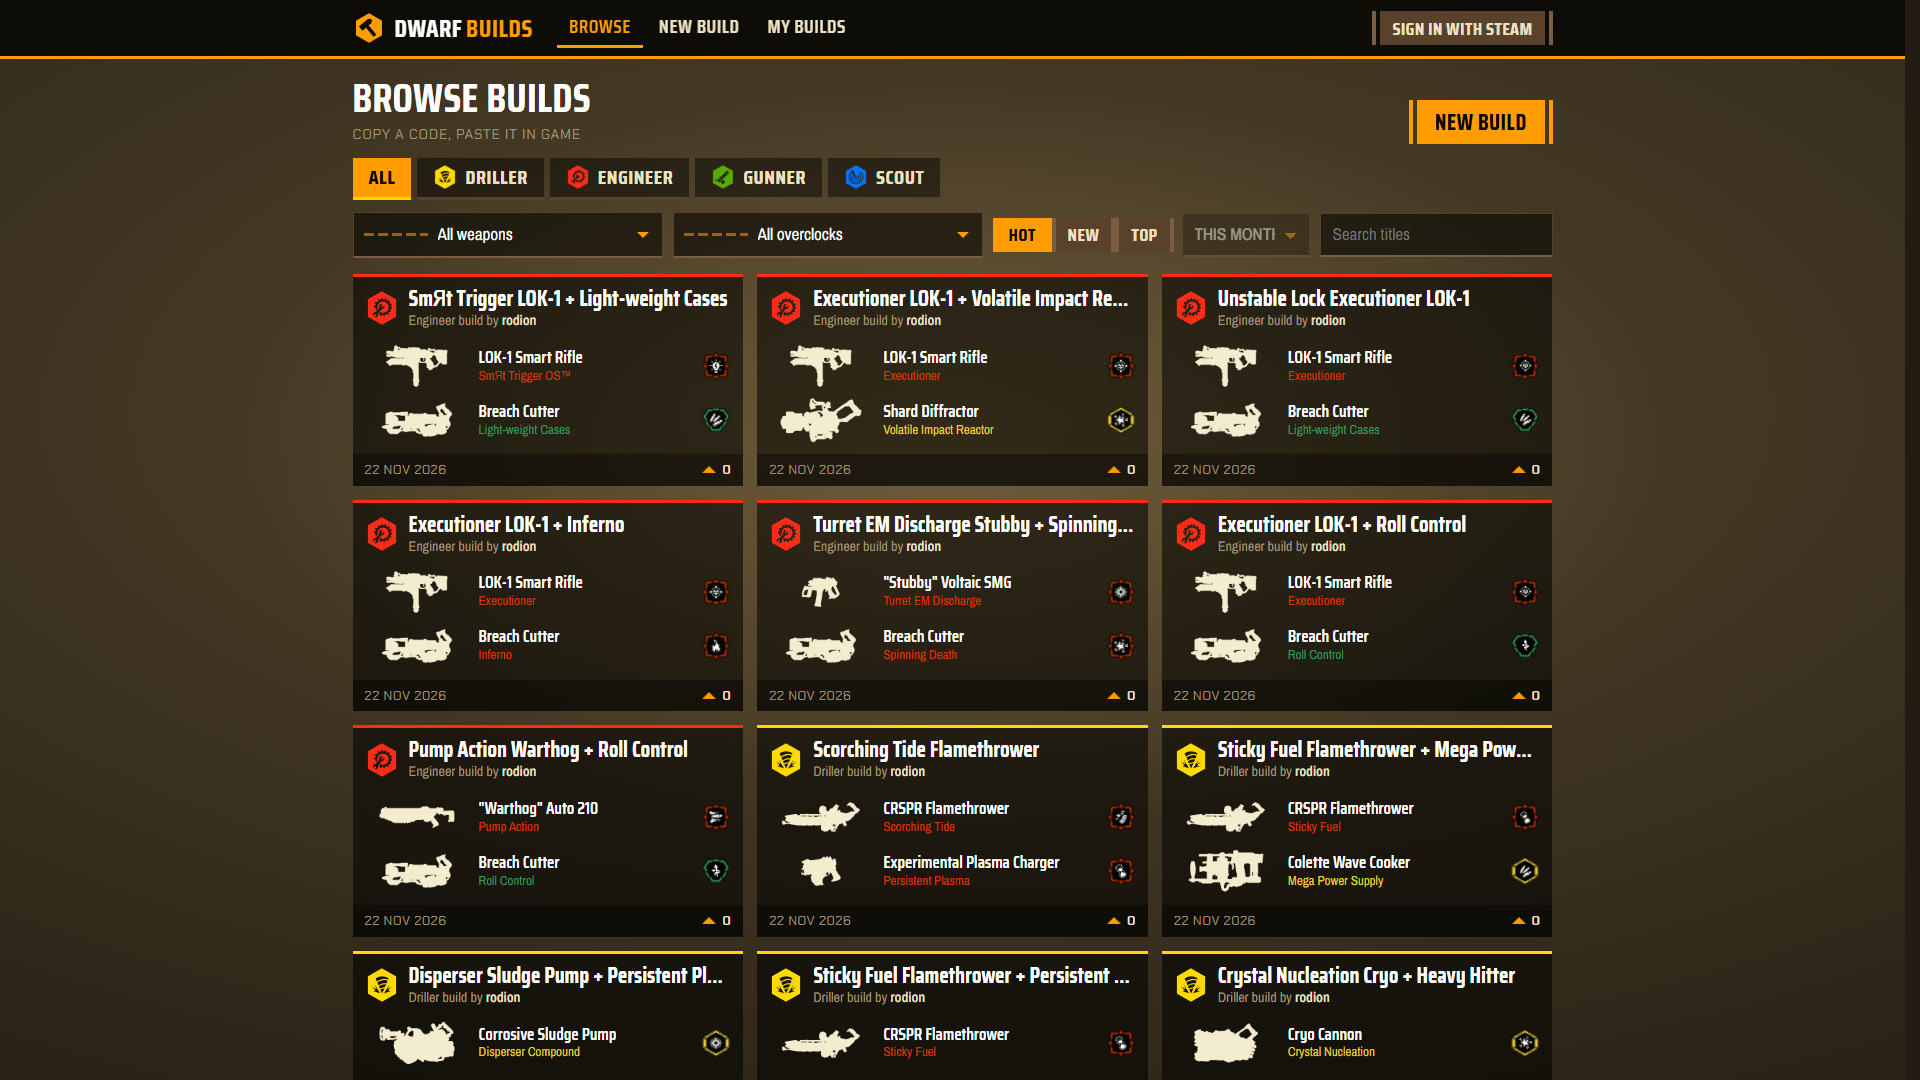 DWARF BUILDS
BROWSE
NEW BUILD
MY BUILDS
SIGN IN WITH STEAM
BROWSE BUILDS
COPY A CODE, PASTE IT IN GAME
NEW BUILD
ALL
DRILLER
ENGINEER
GUNNER
SCOUT
All weapons
All overclocks
HOT
NEW
TOP
THIS MONTH
Search titles
SmЯt Trigger LOK-1 + Light-weight Cases
Engineer build by rodion
LOK-1 Smart Rifle
SmЯt Trigger OS™
Breach Cutter
Light-weight Cases
22 NOV 2026
0
Executioner LOK-1 + Volatile Impact Re...
Engineer build by rodion
LOK-1 Smart Rifle
Executioner
Shard Diffractor
Volatile Impact Reactor
22 NOV 2026
0
Unstable Lock Executioner LOK-1
Engineer build by rodion
LOK-1 Smart Rifle
Executioner
Breach Cutter
Light-weight Cases
22 NOV 2026
0
Executioner LOK-1 + Inferno
Engineer build by rodion
LOK-1 Smart Rifle
Executioner
Breach Cutter
Inferno
22 NOV 2026
0
Turret EM Discharge Stubby + Spinning...
Engineer build by rodion
"Stubby" Voltaic SMG
Turret EM Discharge
Breach Cutter
Spinning Death
22 NOV 2026
0
Executioner LOK-1 + Roll Control
Engineer build by rodion
LOK-1 Smart Rifle
Executioner
Breach Cutter
Roll Control
22 NOV 2026
0
Pump Action Warthog + Roll Control
Engineer build by rodion
"Warthog" Auto 210
Pump Action
Breach Cutter
Roll Control
22 NOV 2026
0
Scorching Tide Flamethrower
Driller build by rodion
CRSPR Flamethrower
Scorching Tide
Experimental Plasma Charger
Persistent Plasma
22 NOV 2026
0
Sticky Fuel Flamethrower + Mega Pow...
Driller build by rodion
CRSPR Flamethrower
Sticky Fuel
Colette Wave Cooker
Mega Power Supply
22 NOV 2026
0
Disperser Sludge Pump + Persistent Pl...
Driller build by rodion
Corrosive Sludge Pump
Disperser Compound
Sticky Fuel Flamethrower + Persistent ...
Driller build by rodion
CRSPR Flamethrower
Sticky Fuel
Crystal Nucleation Cryo + Heavy Hitter
Driller build by rodion
Cryo Cannon
Crystal Nucleation